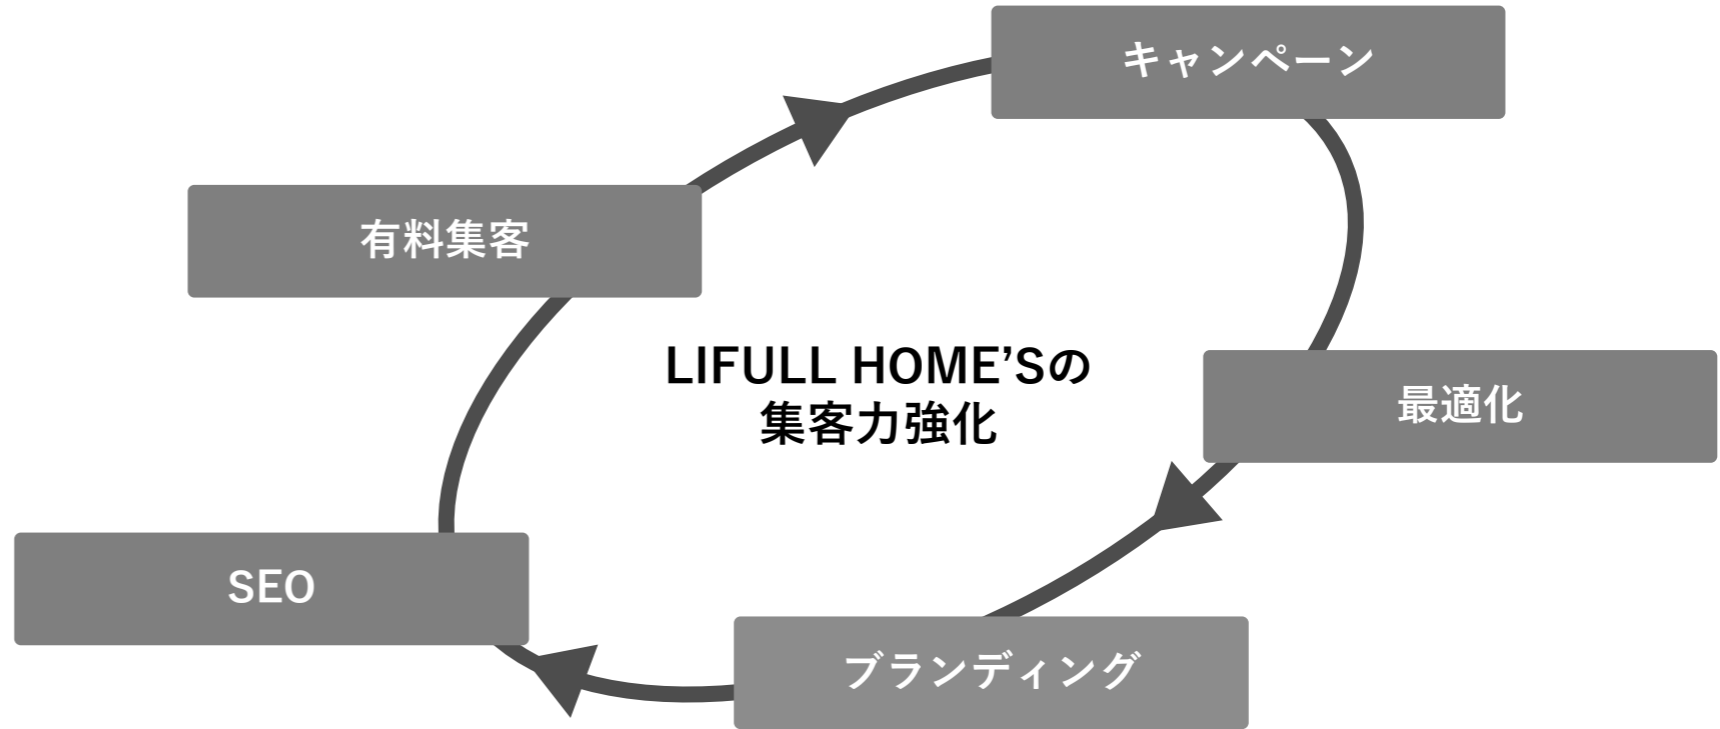 キャンペーン
有料集客
LIFULL HOME’Sの
集客力強化
最適化
SEO
ブランディング